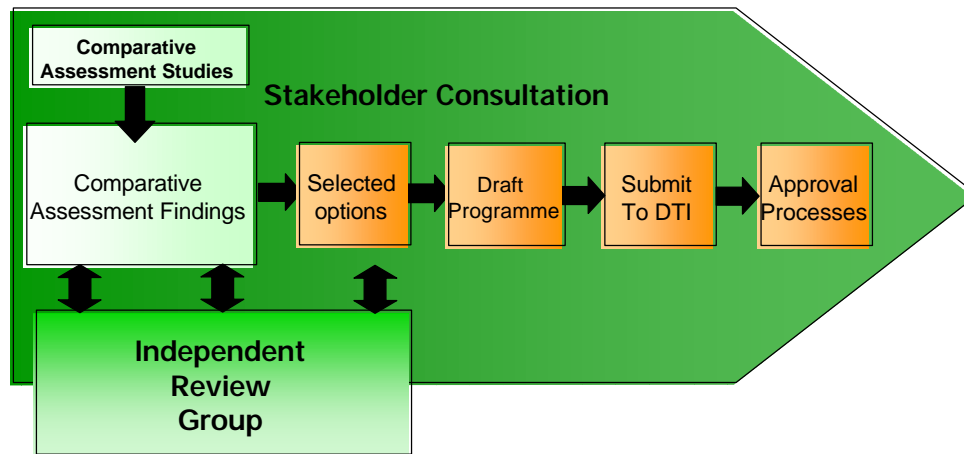 Comparative
Assessment Studies
Stakeholder Consultation
Comparative
Assessment Findings
Selected
options
Draft
Programme
Submit
To DTI
Approval
Processes
Independent
Review
Group